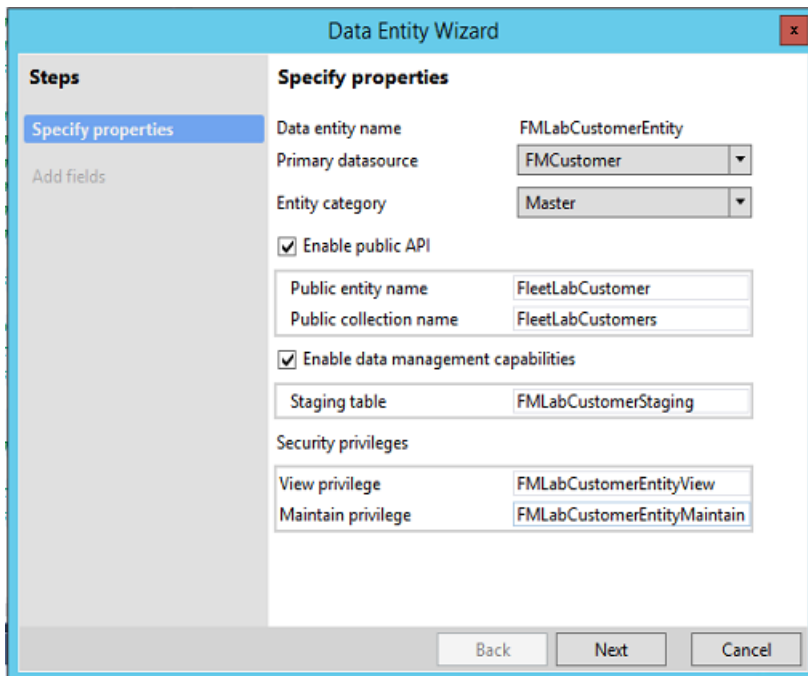 Data Entity Wizard
x
Steps
Specify properties
Add fields
Specify properties
Data entity name FMLabCustomerEntity
Primary datasource FMCustomer
Entity category Master
Enable public API
Public entity name FleetLabCustomer
Public collection name FleetLabCustomers
Enable data management capabilities
Staging table FMLabCustomerStaging
Security privileges
View privilege FMLabCustomerEntityView
Maintain privilege FMLabCustomerEntityMaintain
Back Next Cancel